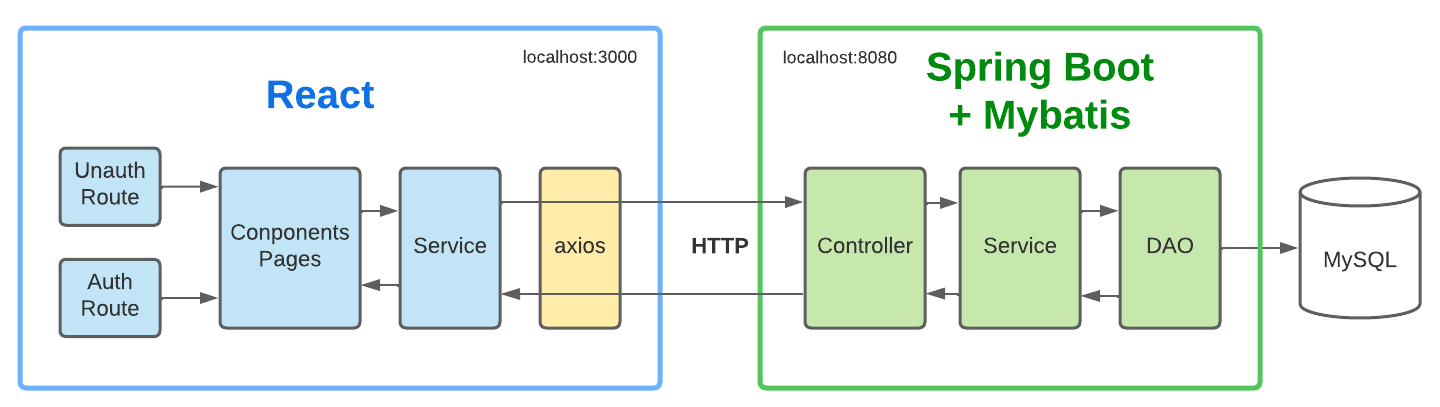 localhost:3000
React
Unauth
Route
Auth
Route
Conponents
Pages
Service
axios
HTTP
localhost:8080
Spring Boot
+ Mybatis
Controller
Service
DAO
MySQL